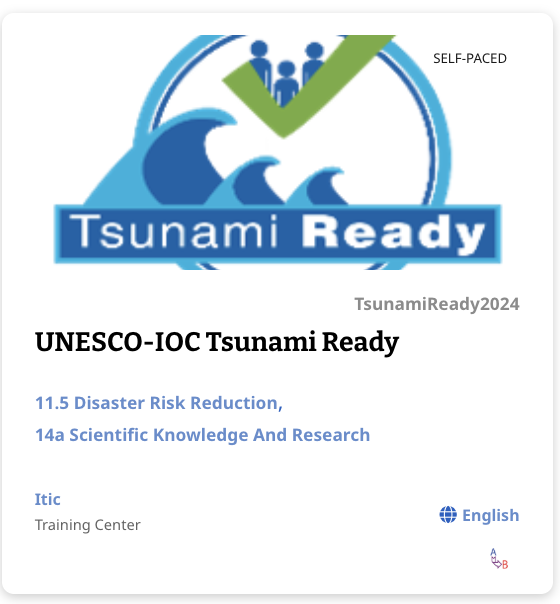 SELF-PACED
Tsunami Ready
TsunamiReady2024
UNESCO-IOC Tsunami Ready
11.5 Disaster Risk Reduction,
14a Scientific Knowledge And Research
Itic
Training Center
English
A
B